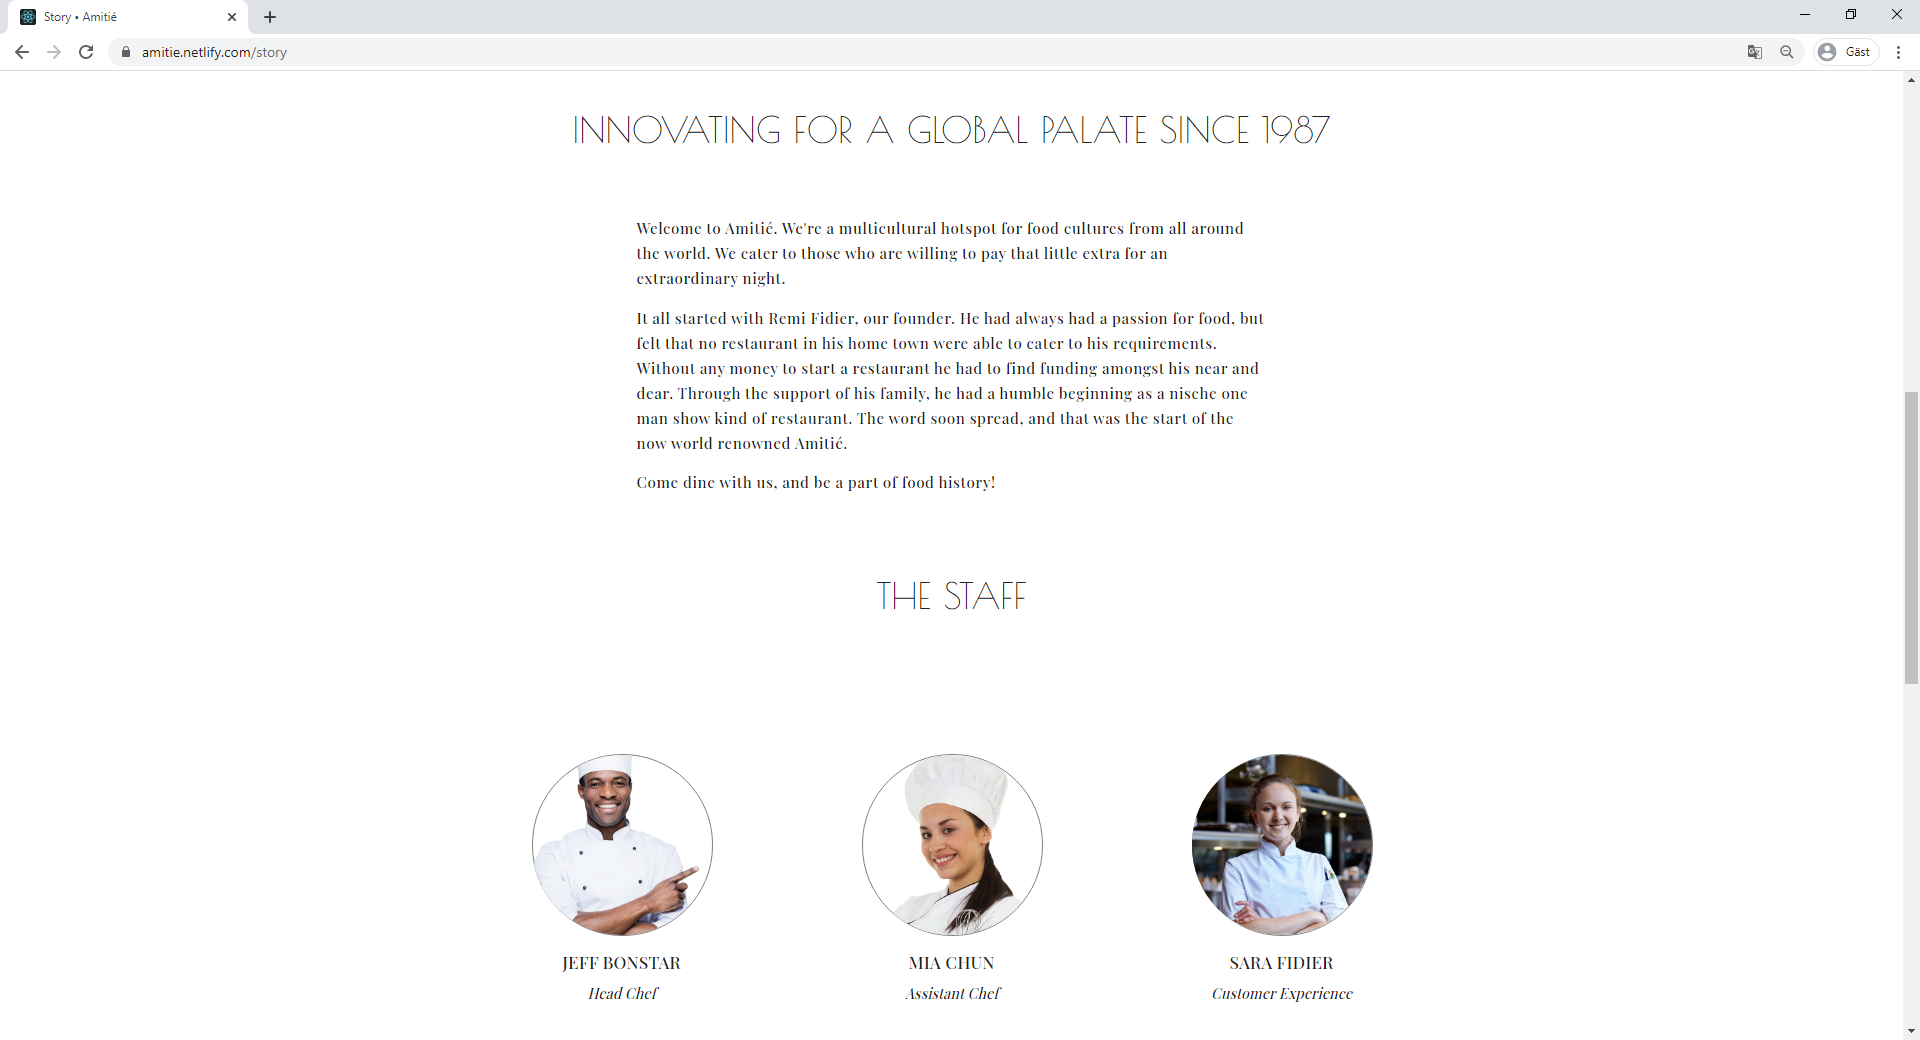 Story • Amitié
amitie.netlify.com/story
Gäst
INNOVATING FOR A GLOBAL PALATE SINCE 1987
Welcome to Amitié. We're a multicultural hotspot for food cultures from all around
the world. We cater to those who are willing to pay that little extra for an
extraordinary night.
It all started with Remi Fidier, our founder. He had always had a passion for food, but
felt that no restaurant in his home town were able to cater to his requirements.
Without any money to start a restaurant he had to find funding amongst his near and
dear. Through the support of his family, he had a humble beginning as a nische one
man show kind of restaurant. The word soon spread, and that was the start of the
now world renowned Amitié.
Come dine with us, and be a part of food history!
THE STAFF
JEFF BONSTAR
Head Chef
MIA CHUN
Assistant Chef
SARA FIDIER
Customer Experience